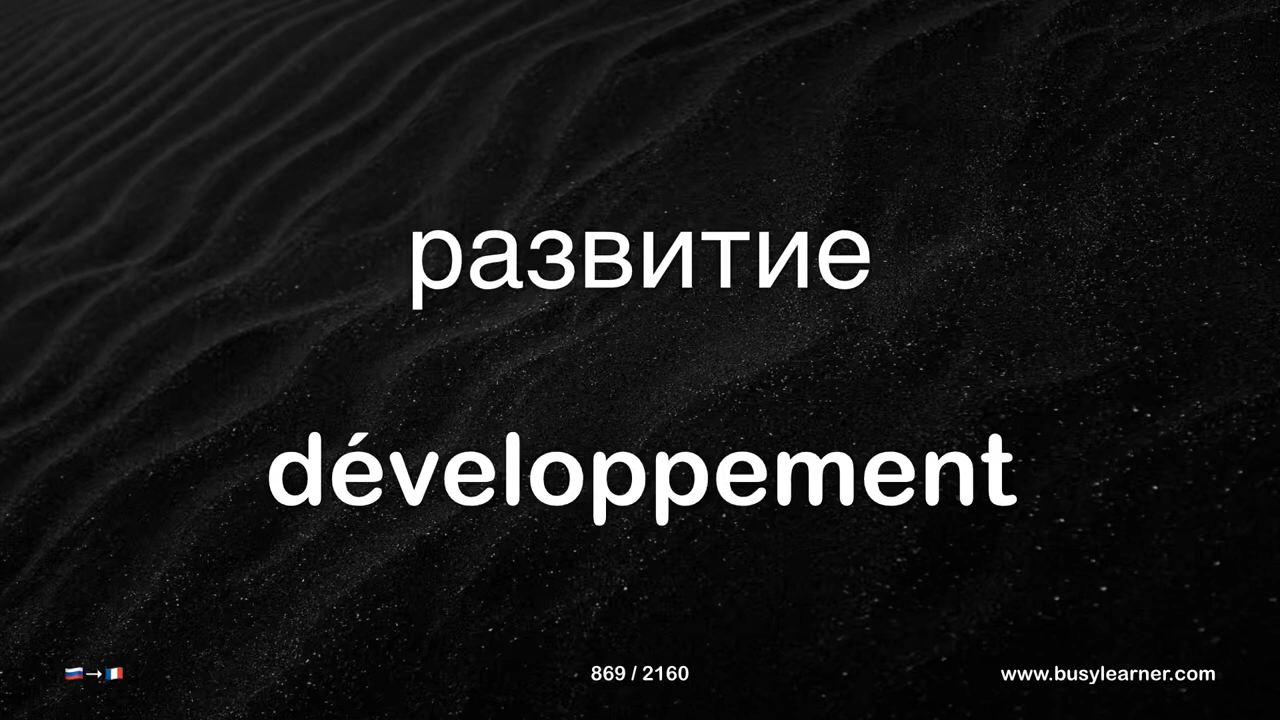 развитие
développement
🇷🇺→🇫🇷
869 / 2160
www.busylearner.com